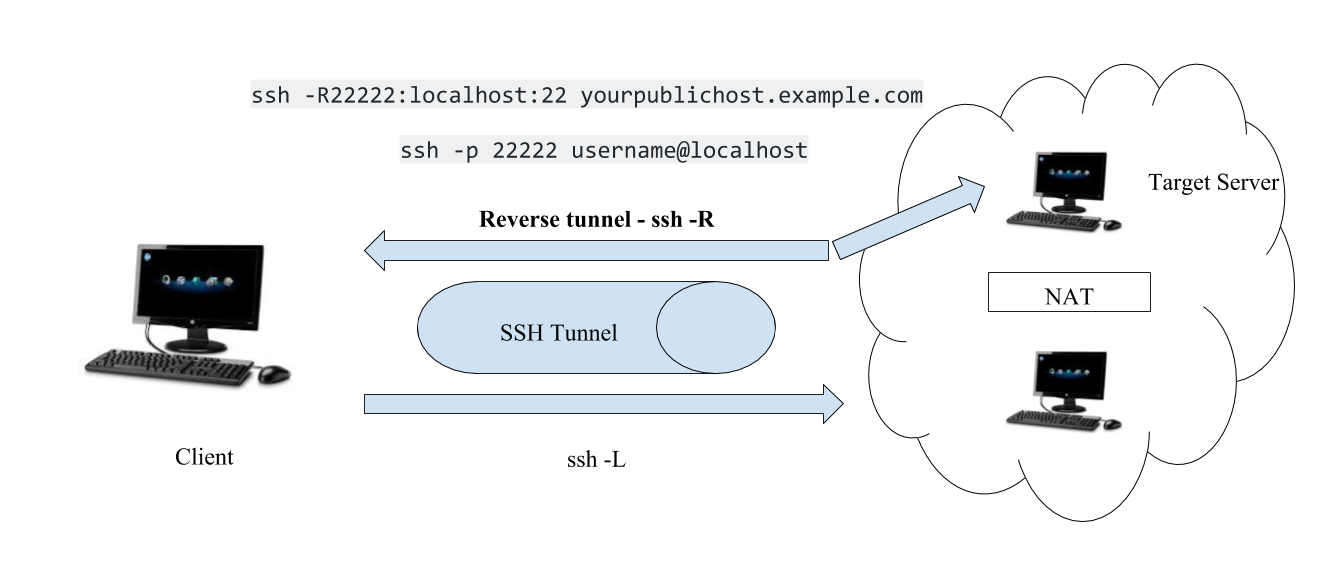 ssh -R22222:localhost:22 yourpublichost.example.com
ssh -p 22222 username@localhost
Target Server
Reverse tunnel - ssh -R
NAT
SSH Tunnel
Client
ssh -L